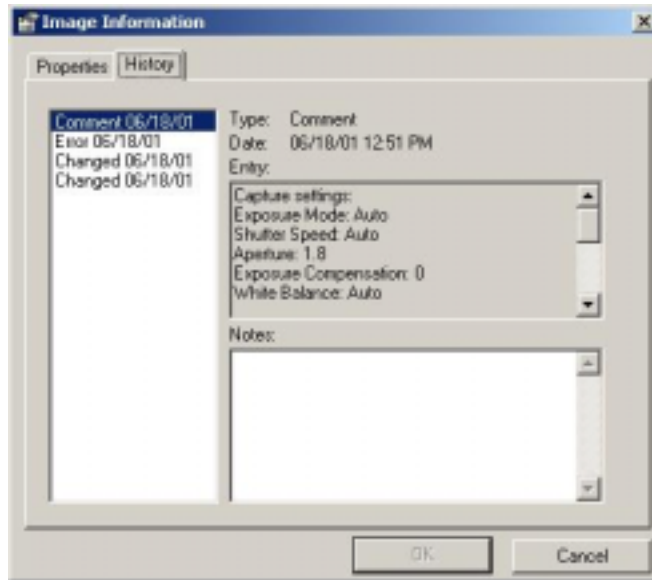 Image Information
Properties
History
Comment 06/18/01
Error 06/18/01
Changed 06/18/01
Changed 06/18/01
Type: Comment
Date: 06/18/01 12:51 PM
Entry:
Capture settings:
Exposure Mode: Auto
Shutter Speed: Auto
Aperture: 1.8
Exposure Compensation: 0
White Balance: Auto
Notes:
OK
Cancel